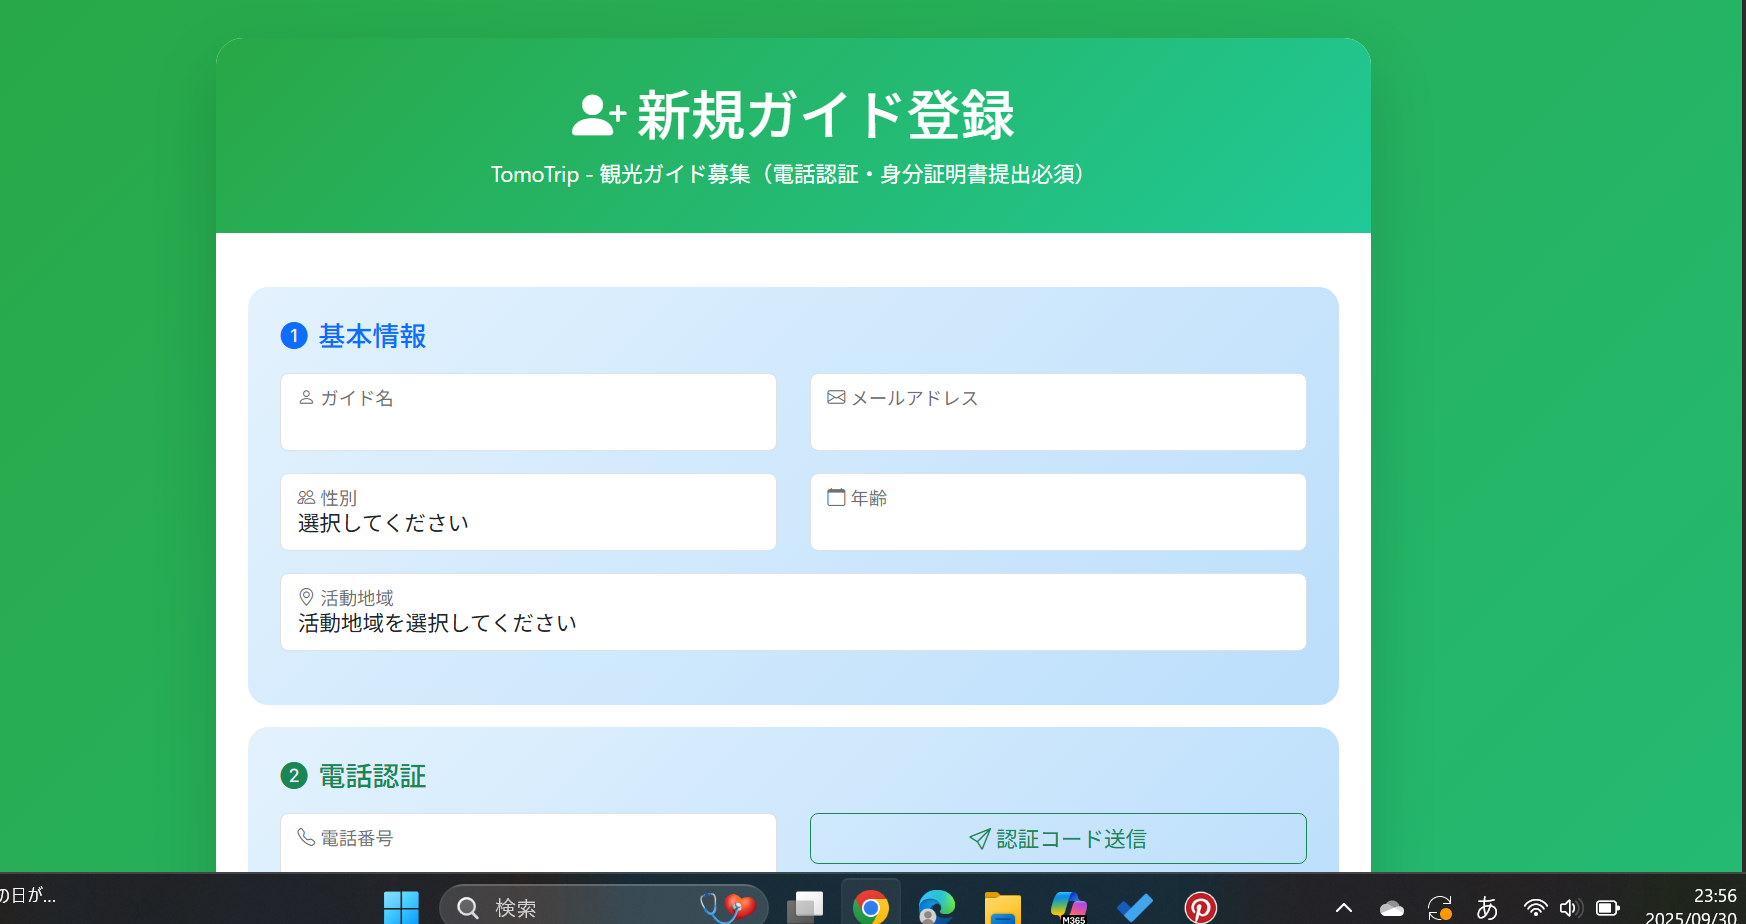 新規ガイド登録
TomoTrip - 観光ガイド募集（電話認証・身分証明書提出必須）
1 基本情報
ガイド名
メールアドレス
性別
選択してください
年齢
活動地域
活動地域を選択してください
2 電話認証
電話番号
認証コード送信
の日が...
検索
M365
あ
23:56
2025/09/30